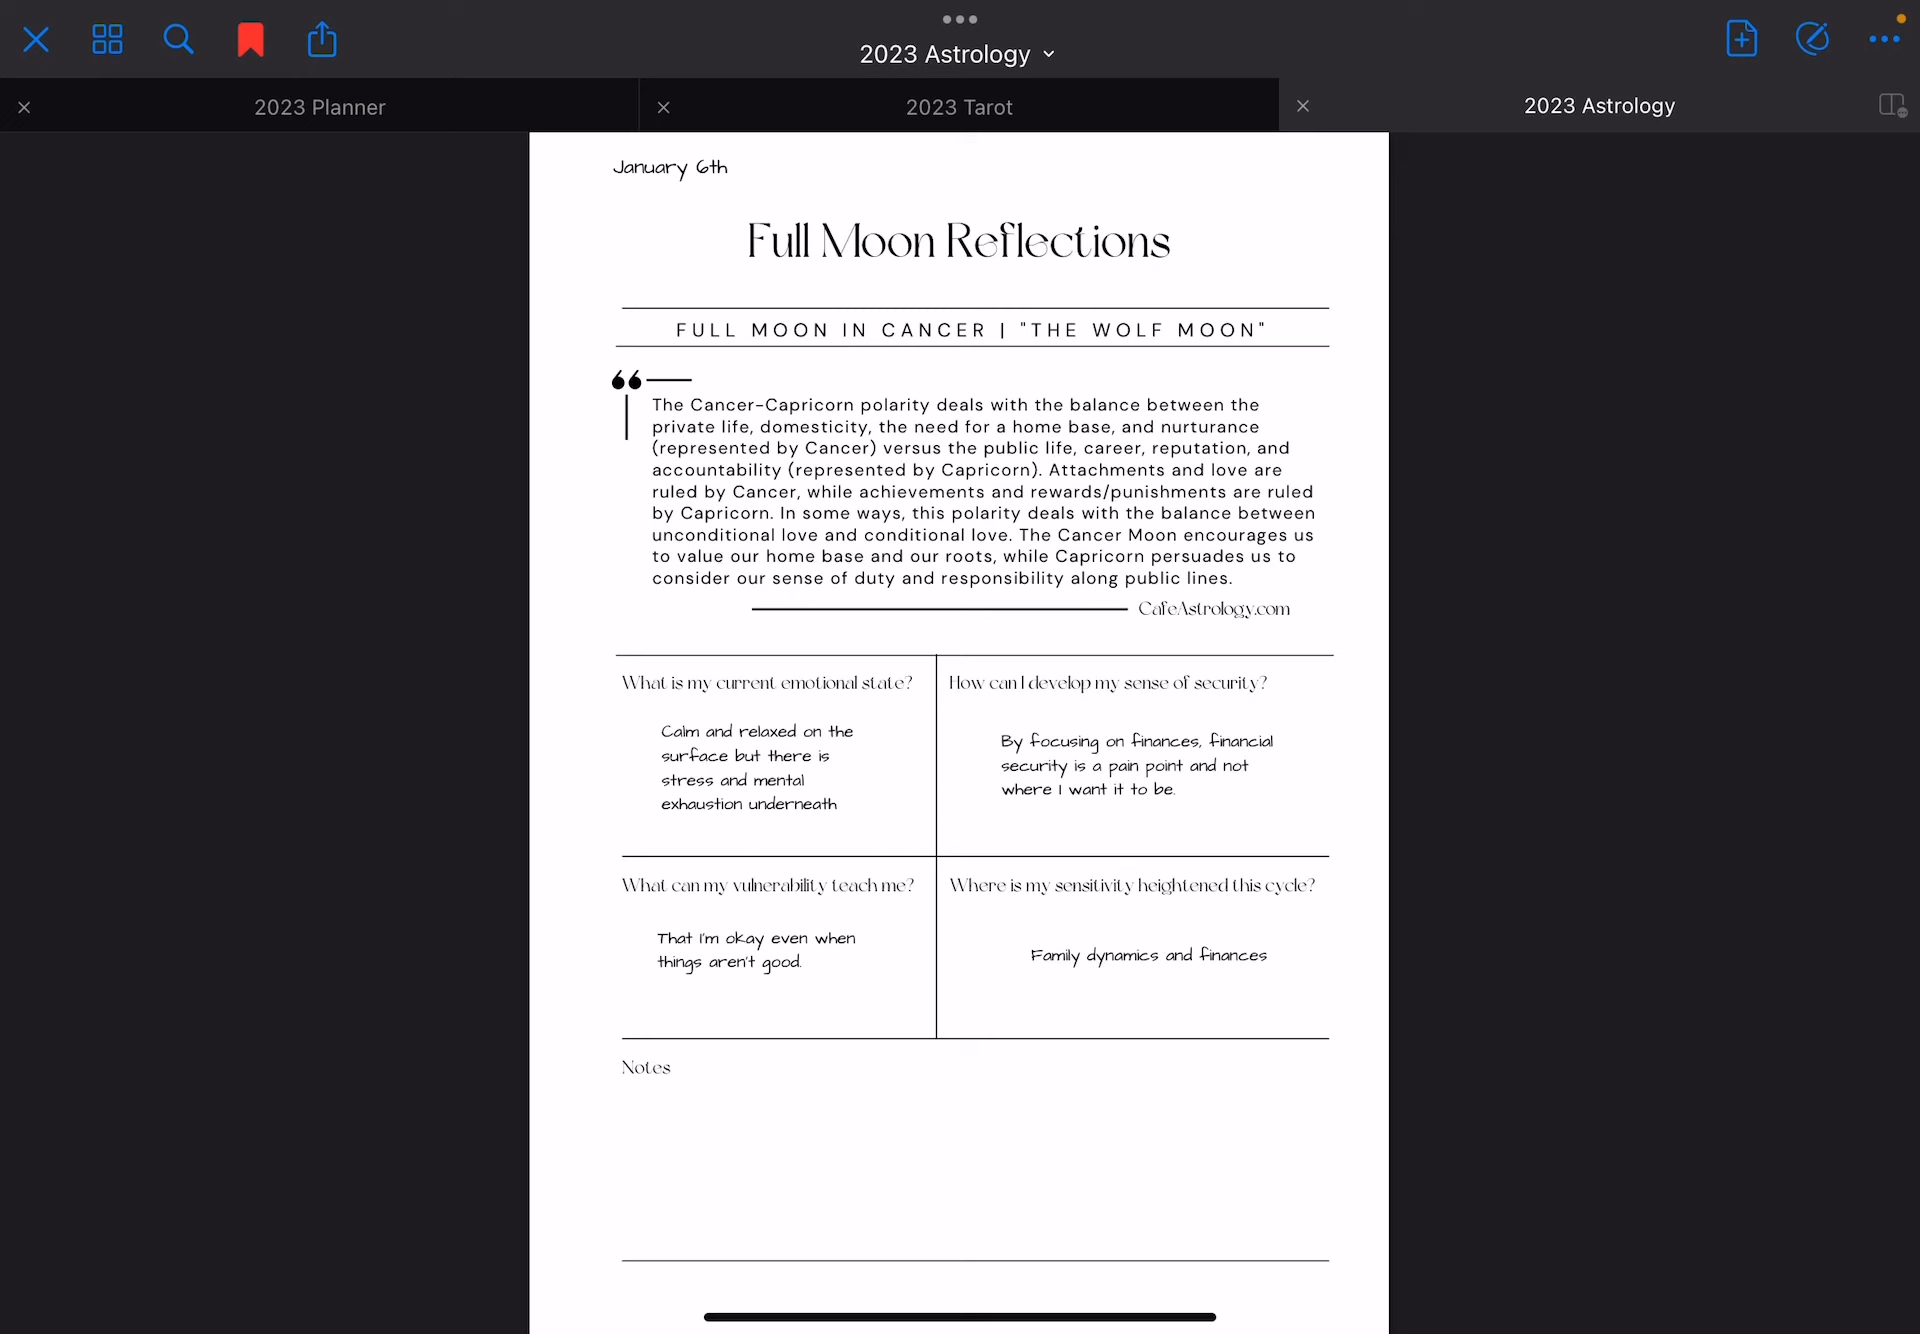 2023 Astrology
2023 Planner
2023 Tarot
2023 Astrology
January 6th
Full Moon Reflections
FULL MOON IN CANCER | "THE WOLF MOON"
The Cancer-Capricorn polarity deals with the balance between the
private life, domesticity, the need for a home base, and nurturance
(represented by Cancer) versus the public life, career, reputation, and
accountability (represented by Capricorn). Attachments and love are
ruled by Cancer, while achievements and rewards/punishments are ruled
by Capricorn. In some ways, this polarity deals with the balance between
unconditional love and conditional love. The Cancer Moon encourages us
to value our home base and our roots, while Capricorn persuades us to
consider our sense of duty and responsibility along public lines.
CafeAstrology.com
What is my current emotional state?
Calm and relaxed on the
surface but there is
stress and mental
exhaustion underneath
How can I develop my sense of security?
By focusing on finances, financial
security is a pain point and not
where I want it to be.
What can my vulnerability teach me?
That I'm okay even when
things aren't good.
Where is my sensitivity heightened this cycle?
Family dynamics and finances
Notes